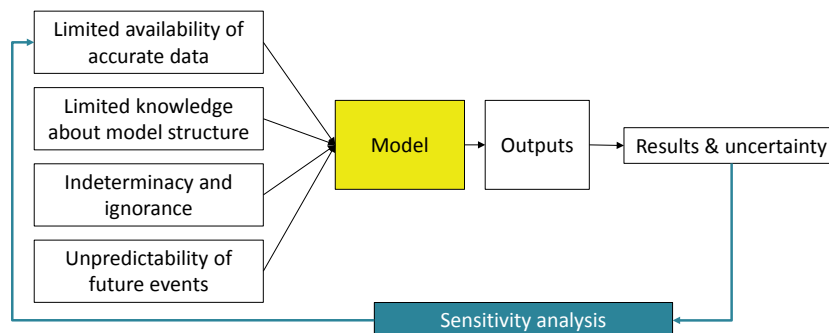 Limited availability of
accurate data
Limited knowledge
about model structure
Indeterminacy and
ignorance
Unpredictability of
future events
Model
Outputs
Results & uncertainty
Sensitivity analysis